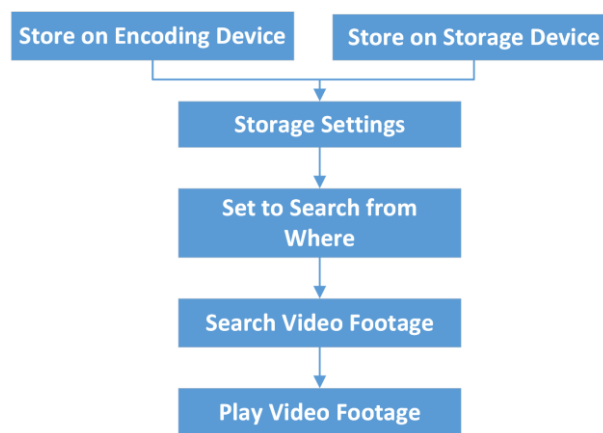 Store on Encoding Device
Store on Storage Device
Storage Settings
Set to Search from
Where
Search Video Footage
Play Video Footage